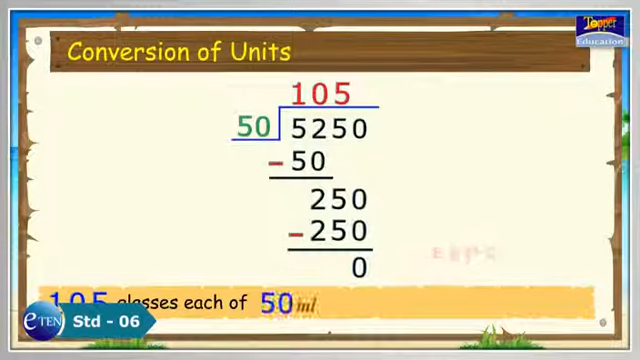 Topper
Education
Conversion of Units
105
50 5250
- 50
250
- 250
0
105 glasses each of 50 ml
eTEN
Std - 06